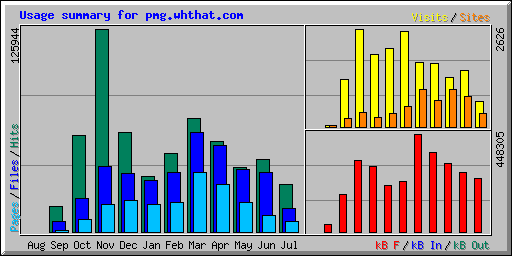 Usage summary for pmg.whthat.com
Visits/Sites
125944
2626
Pages/Files/Hits
448305
Aug Sep Oct Nov Dec Jan Feb Mar Apr May Jun Jul
kB F/kB In/kB Out